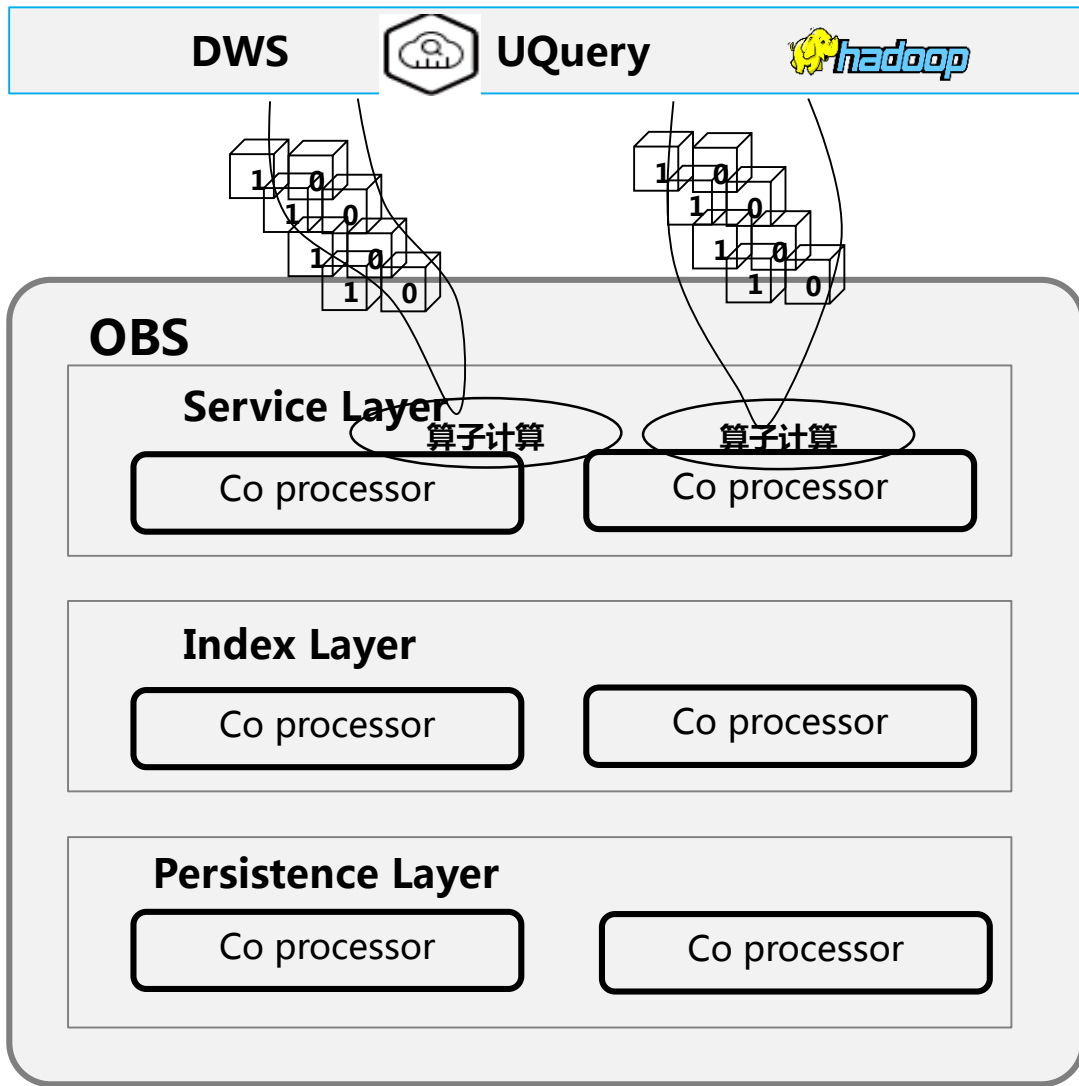 DWS UQuery hadoop
1 0 1 0
1 0 1 0
1 0 1 0
1 0 1 0
OBS
Service Layer
算子计算 算子计算
Co processor Co processor
Index Layer
Co processor Co processor
Persistence Layer
Co processor Co processor